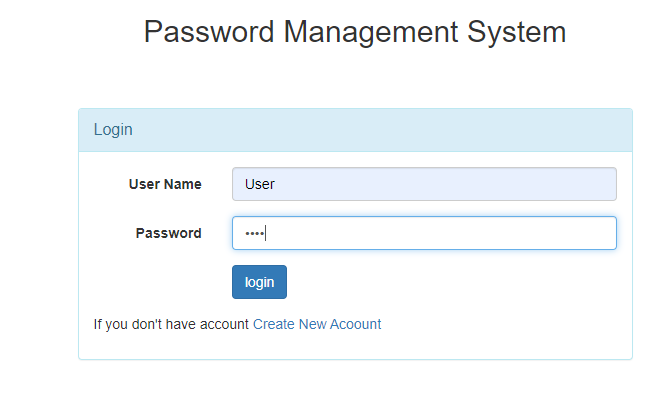 Password Management System
Login
User Name User
Password ••••
login
If you don't have account Create New Acoount